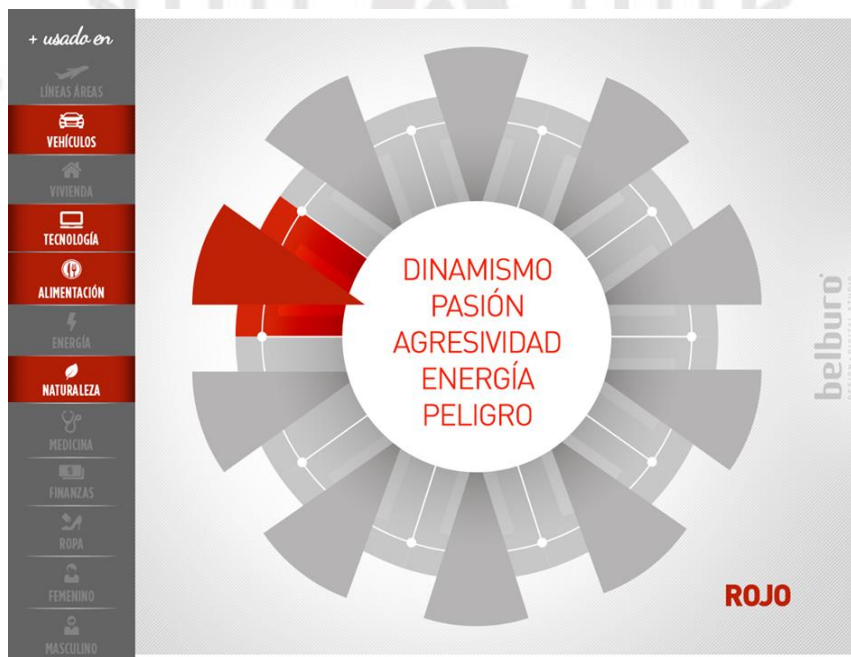 + usado en
LÍNEAS ÁREAS
VEHÍCULOS
VIVIENDA
TECNOLOGÍA
ALIMENTACIÓN
ENERGÍA
NATURALEZA
MEDICINA
FINANZAS
ROPA
FEMENINO
MASCULINO
DINAMISMO
PASIÓN
AGRESIVIDAD
ENERGÍA
PELIGRO
ROJO
belburo